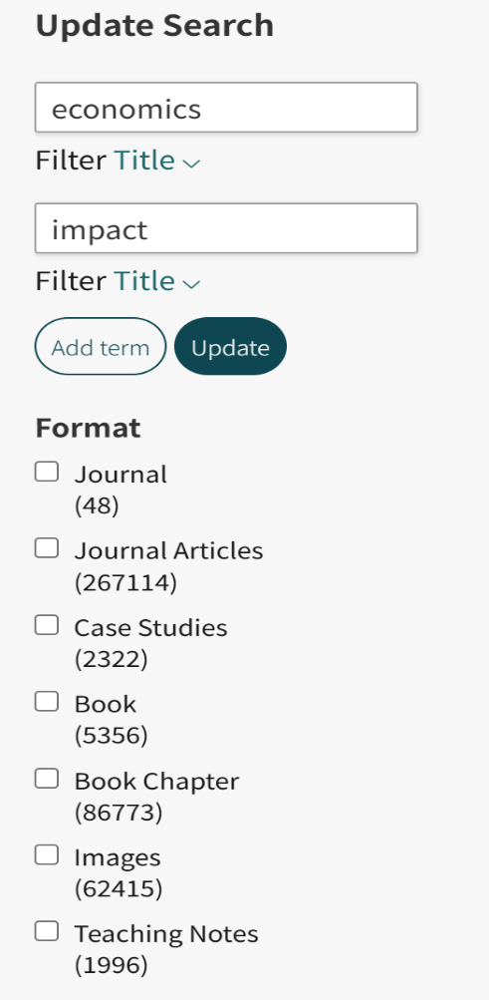 Update Search
economics
Filter Title
impact
Filter Title
Add term Update
Format
Journal
(48)
Journal Articles
(267114)
Case Studies
(2322)
Book
(5356)
Book Chapter
(86773)
Images
(62415)
Teaching Notes
(1996)